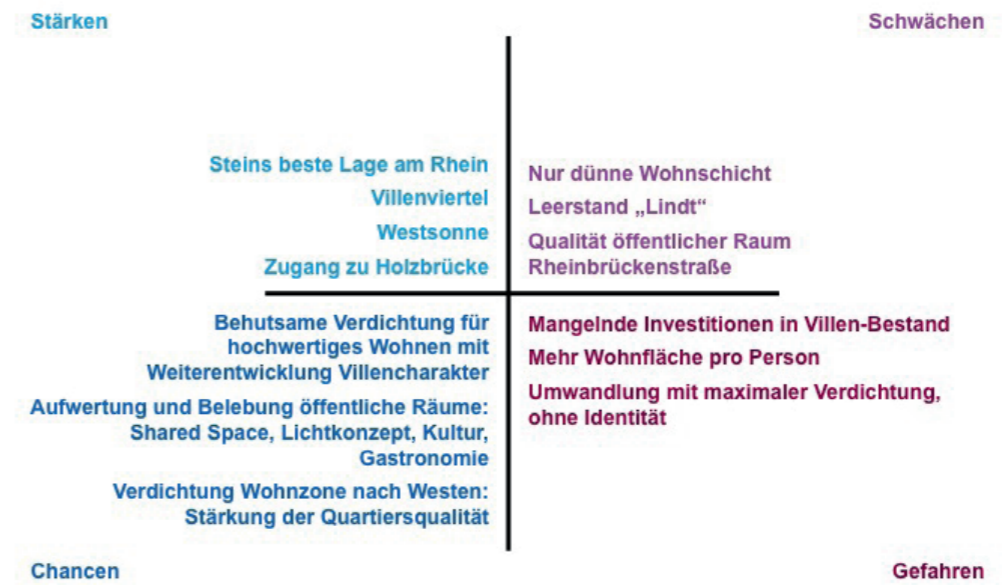 Stärken
Schwächen
Steins beste Lage am Rhein
Villenviertel
Westsonne
Zugang zu Holzbrücke
Nur dünne Wohnschicht
Leerstand „Lindt“
Qualität öffentlicher Raum
Rheinbrückenstraße
Behutsame Verdichtung für
hochwertiges Wohnen mit
Weiterentwicklung Villencharakter
Aufwertung und Belebung öffentliche Räume:
Shared Space, Lichtkonzept, Kultur,
Gastronomie
Verdichtung Wohnzone nach Westen:
Stärkung der Quartiersqualität
Mangelnde Investitionen in Villen-Bestand
Mehr Wohnfläche pro Person
Umwandlung mit maximaler Verdichtung,
ohne Identität
Chancen
Gefahren